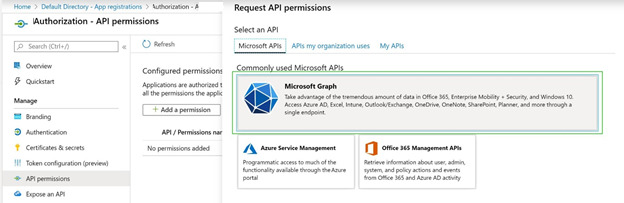 Home > Default Directory - App registrations > Authorization - A
Authorization - API permissions
Search (Ctrl+/)
«
Overview
Quickstart
Manage
Branding
Authentication
Certificates & secrets
Token configuration (preview)
API permissions
Expose an API
Refresh
Configured permissions
Applications are authorized t
all the permissions the applica
+ Add a permission
API / Permissions nam
No permissions added
Request API permissions
Select an API
Microsoft APIs
APIs my organization uses
My APIs
Commonly used Microsoft APIs
Microsoft Graph
Take advantage of the tremendous amount of data in Office 365, Enterprise Mobility + Security, and Windows 10.
Access Azure AD, Excel, Intune, Outlook/Exchange, OneDrive, OneNote, SharePoint, Planner, and more through a
single endpoint.
Azure Service Management
Programmatic access to much of the
functionality available through the Azure
portal
Office 365 Management APIs
Retrieve information about user, admin,
system, and policy actions and events
from Office 365 and Azure AD activity